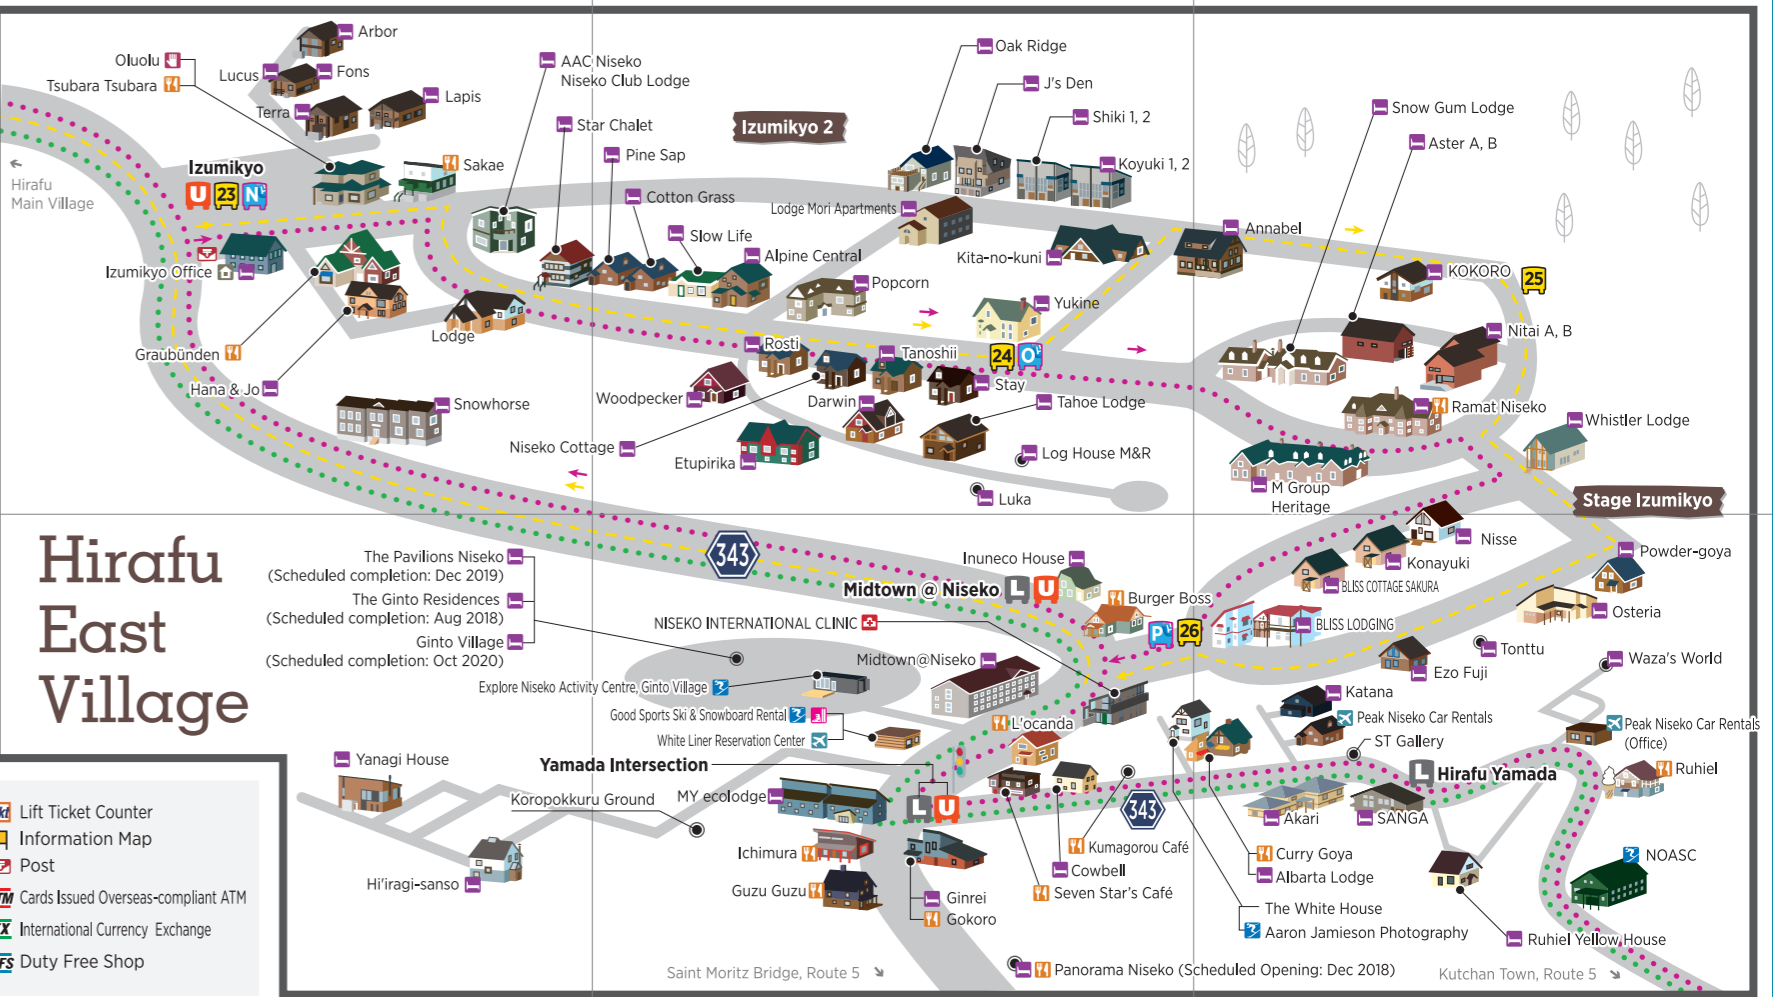 Arbor
Oluolu
Tsubara Tsubara
Lucus
Fons
Terra
Lapis
AAC Niseko
Niseko Club Lodge
Star Chalet
Pine Sap
Cotton Grass
Slow Life
Alpine Central
Izumikyo 2
Oak Ridge
J's Den
Shiki 1, 2
Koyuki 1, 2
Snow Gum Lodge
Aster A, B
Hirafu
Main Village
Izumikyo
U 23 N
Sakae
Izumikyo Office
Lodge Mori Apartments
Kita-no-kuni
Annabel
KOKORO
25
Popcorn
Yukine
Nitai A, B
Lodge
Graubünden
Hana & Jo
Snowhorse
Rosti
Tanoshii
24 O
Stay
Woodpecker
Darwin
Tahoe Lodge
Ramat Niseko
Whistler Lodge
Niseko Cottage
Etupirika
Log House M&R
Luka
M Group
Heritage
Stage Izumikyo
Hirafu
East
Village
343
The Pavilions Niseko
(Scheduled completion: Dec 2019)
The Ginto Residences
(Scheduled completion: Aug 2018)
Ginto Village
(Scheduled completion: Oct 2020)
Inuneco House
Midtown @ Niseko L U
Burger Boss
NISEKO INTERNATIONAL CLINIC
P 26
Nisse
Konayuki
BLISS COTTAGE SAKURA
BLISS LODGING
Powder-goya
Osteria
Tonttu
Waza's World
Ezo Fuji
Midtown@Niseko
Explore Niseko Activity Centre, Ginto Village
Good Sports Ski & Snowboard Rental
White Liner Reservation Center
L'ocanda
Katana
Peak Niseko Car Rentals
ST Gallery
Peak Niseko Car Rentals
(Office)
Yamada Intersection
L U
Koropokkuru Ground
MY ecolodge
Yanagi House
Hi'iragi-sanso
L Hirafu Yamada
Ruhiel
343
Akari
SANGA
Ichimura
Guzu Guzu
Ginrei
Gokoro
Kumagorou Café
Cowbell
Seven Star's Café
Curry Goya
Albarta Lodge
The White House
Aaron Jamieson Photography
NOASC
Ruhiel Yellow House
Panorama Niseko (Scheduled Opening: Dec 2018)
Saint Moritz Bridge, Route 5
Kutchan Town, Route 5
Lift Ticket Counter
Information Map
Post
Cards Issued Overseas-compliant ATM
International Currency Exchange
Duty Free Shop